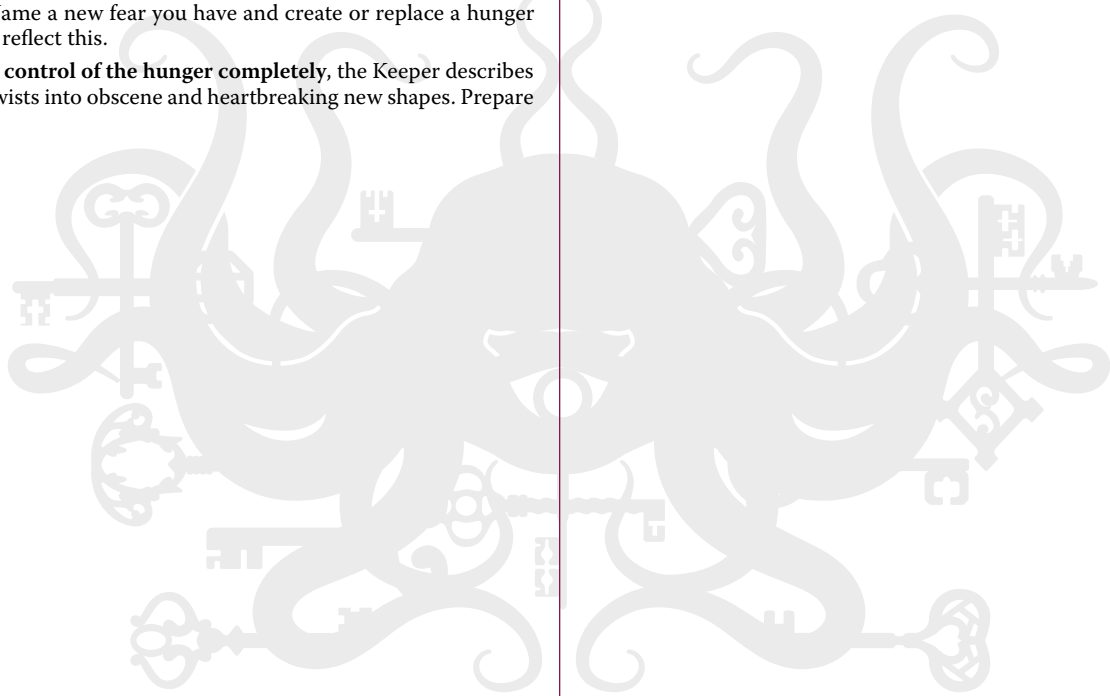 ame a new fear you have and create or replace a hunger
reflect this.
control of the hunger completely, the Keeper describes
wists into obscene and heartbreaking new shapes. Prepare